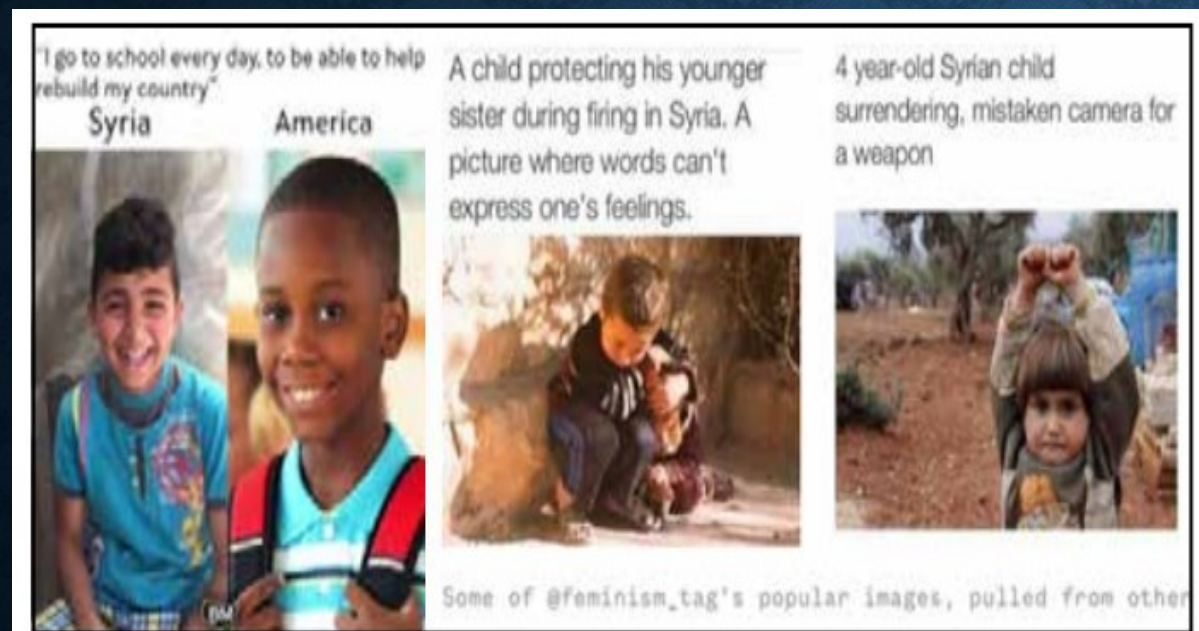 "I go to school every day, to be able to help
rebuild my country"
Syria
America
A child protecting his younger
sister during firing in Syria. A
picture where words can't
express one's feelings.
4 year-old Syrian child
surrendering, mistaken camera for
a weapon
BM
Some of @feminism_tag's popular images, pulled from other